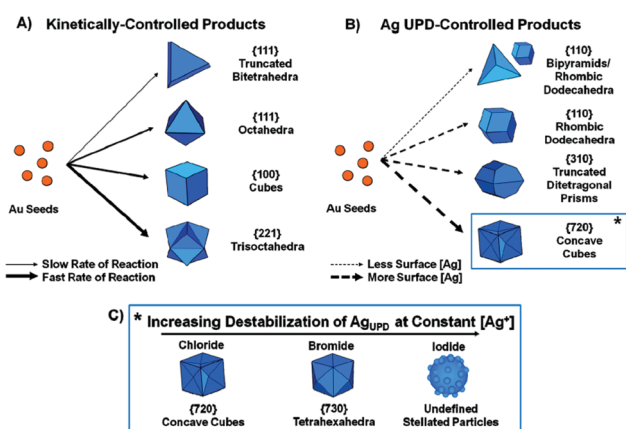 A) Kinetically-Controlled Products
{111}
Truncated
Bitetrahedra
{111}
Octahedra
{100}
Cubes
{221}
Trisoctahedra
Au Seeds
Slow Rate of Reaction
Fast Rate of Reaction
B) Ag UPD-Controlled Products
{110}
Bipyramids/
Rhombic
Dodecahedra
{110}
Rhombic
Dodecahedra
{310}
Truncated
Ditetragonal
Prisms
{720}
Concave
Cubes
*
Au Seeds
Less Surface [Ag]
More Surface [Ag]
C) * Increasing Destabilization of AgUPD at Constant [Ag+]
Chloride Bromide Iodide
{720} {730} Undefined
Concave Cubes Tetrahexahedra Stellated Particles